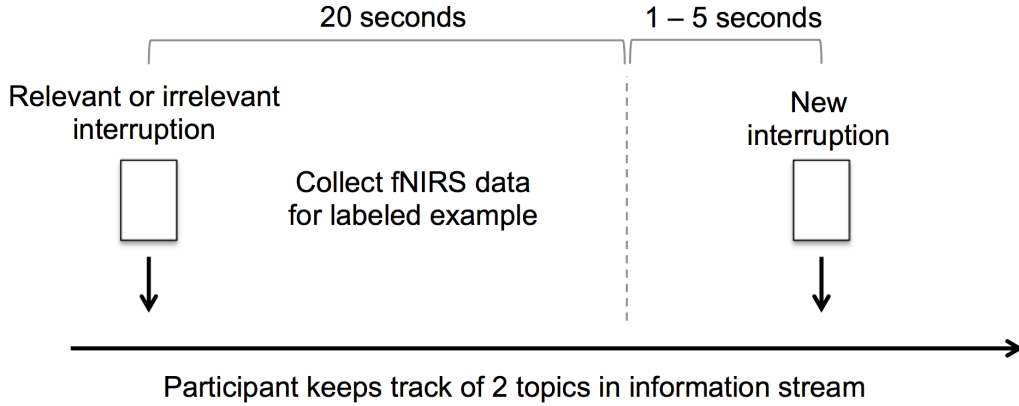 20 seconds
1 – 5 seconds
Relevant or irrelevant
interruption
New
interruption
Collect fNIRS data
for labeled example
Participant keeps track of 2 topics in information stream